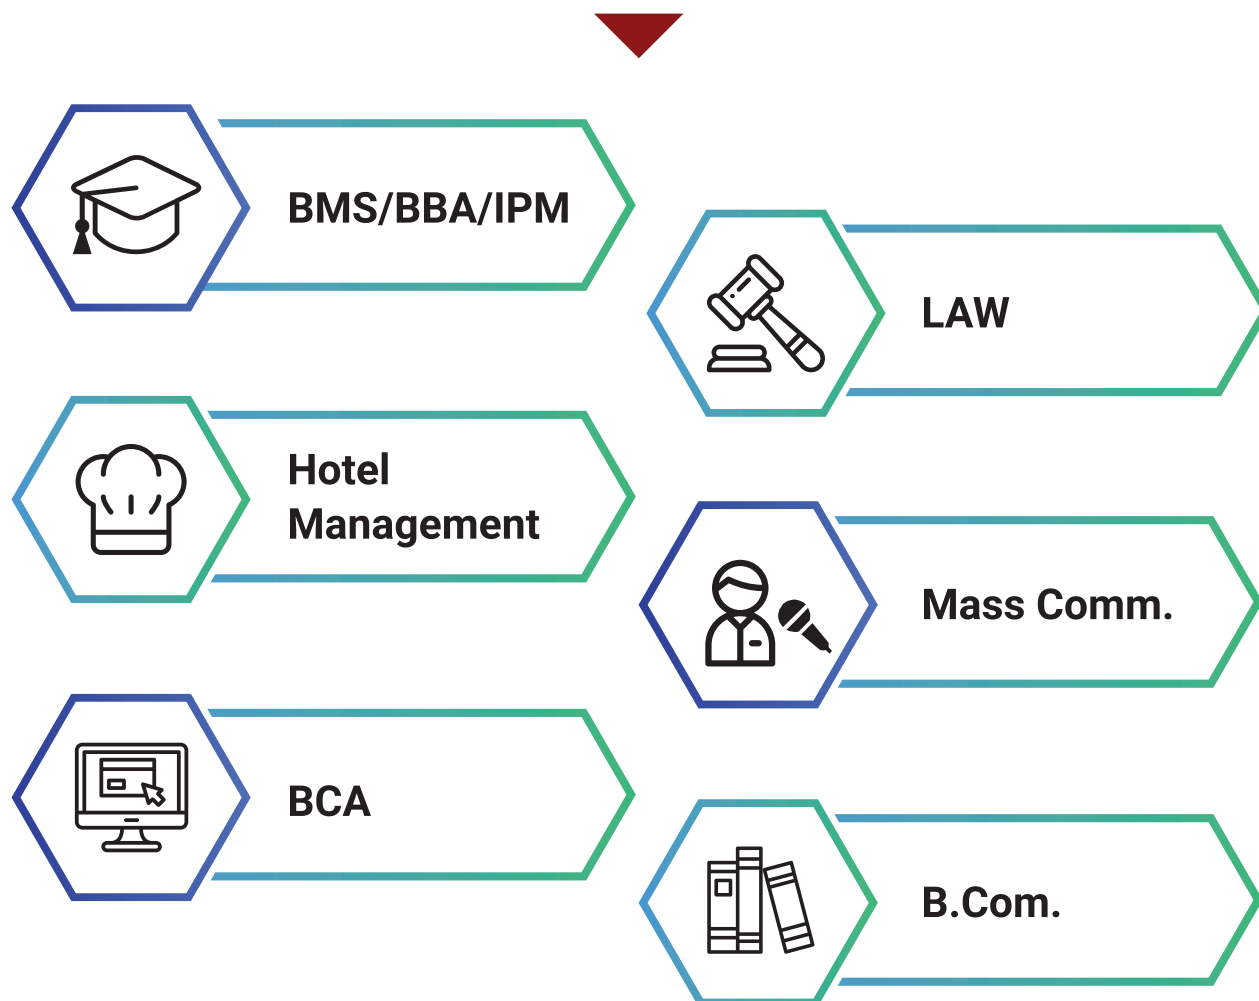 BMS/BBA/IPM
LAW
Hotel
Management
Mass Comm.
BCA
B.Com.